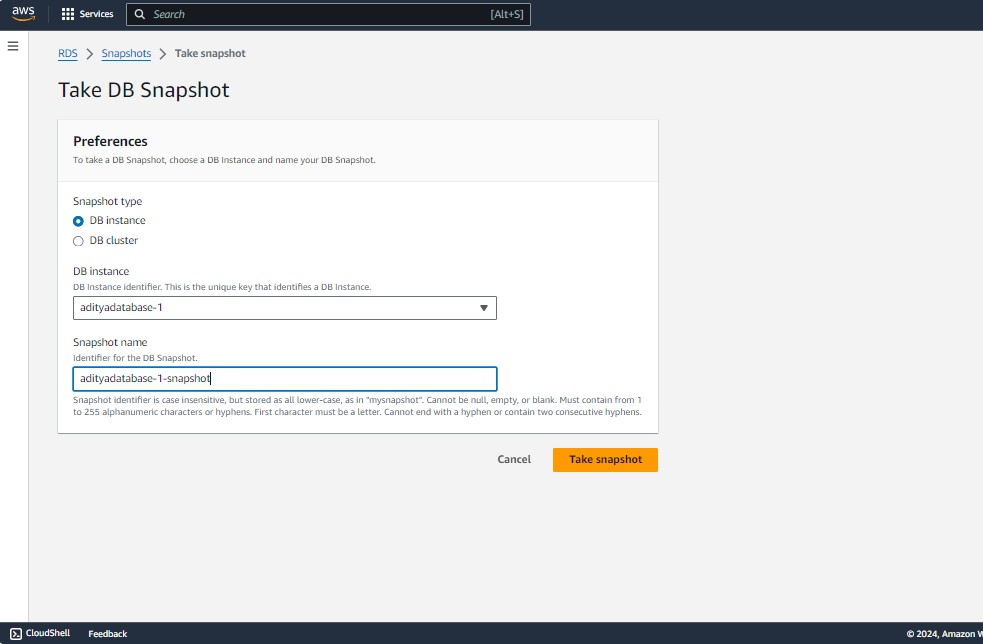 aws
Services
Search
[Alt+S]
RDS > Snapshots > Take snapshot
Take DB Snapshot
Preferences
To take a DB Snapshot, choose a DB Instance and name your DB Snapshot.
Snapshot type
DB instance
DB cluster
DB instance
DB Instance identifier. This is the unique key that identifies a DB Instance.
adityadatabase-1
Snapshot name
Identifier for the DB Snapshot.
adityadatabase-1-snapshot
Snapshot identifier is case insensitive, but stored as all lower-case, as in "mysnapshot". Cannot be null, empty, or blank. Must contain from 1
to 255 alphanumeric characters or hyphens. First character must be a letter. Cannot end with a hyphen or contain two consecutive hyphens.
Cancel
Take snapshot
CloudShell
Feedback
© 2024, Amazon W